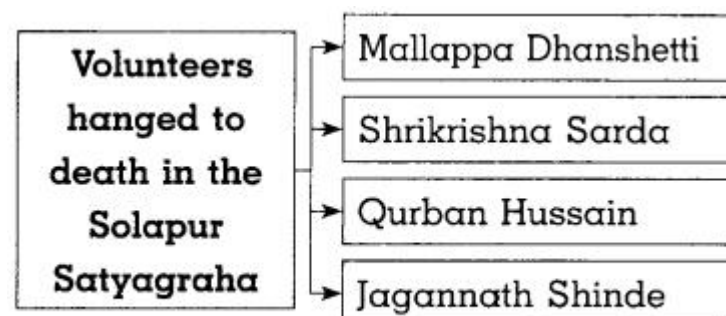 Volunteers
hanged to
death in the
Solapur
Satyagraha
Mallappa Dhanshetti
Shrikrishna Sarda
Qurban Hussain
Jagannath Shinde